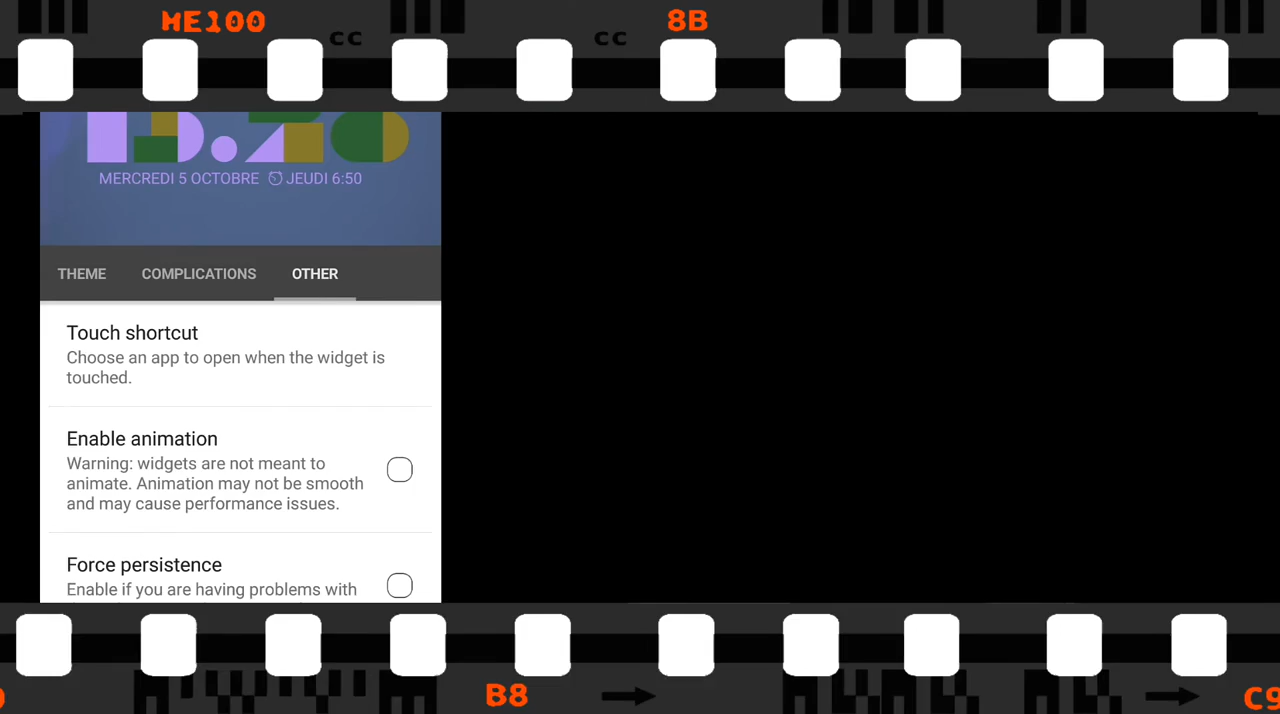 ME100
cc
cc
8B
MERCREDI 5 OCTOBRE JEUDI 6:50
THEME COMPLICATIONS OTHER
Touch shortcut
Choose an app to open when the widget is
touched.
Enable animation
Warning: widgets are not meant to
animate. Animation may not be smooth
and may cause performance issues.
Force persistence
Enable if you are having problems with
B8
C9